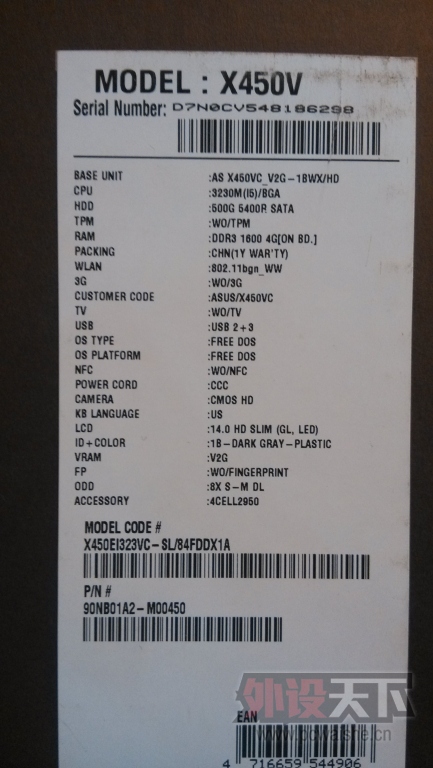 MODEL : X450V
Serial Number: D7N0CV548186298
BASE UNIT :AS X450VC_V2G-1BWX/HD
CPU :3230M(I5)/BGA
HDD :500G 5400R SATA
TPM :WO/TPM
RAM :DDR3 1600 4G[ON BD.]
PACKING :CHN(1Y WAR'TY)
WLAN :802.11bgn_WW
3G :WO/3G
CUSTOMER CODE :ASUS/X450VC
TV :WO/TV
USB :USB 2+3
OS TYPE :FREE DOS
OS PLATFORM :FREE DOS
NFC :WO/NFC
POWER CORD :CCC
CAMERA :CMOS HD
KB LANGUAGE :US
LCD :14.0 HD SLIM (GL, LED)
ID+COLOR :1B-DARK GRAY-PLASTIC
VRAM :V2G
FP :WO/FINGERPRINT
ODD :8X S-M DL
ACCESSORY :4CELL2950
MODEL CODE #
X450EI323VC-SL/84FDDX1A
P/N #
90NB01A2-M00450
外设天下
EAN
4 716659 544906